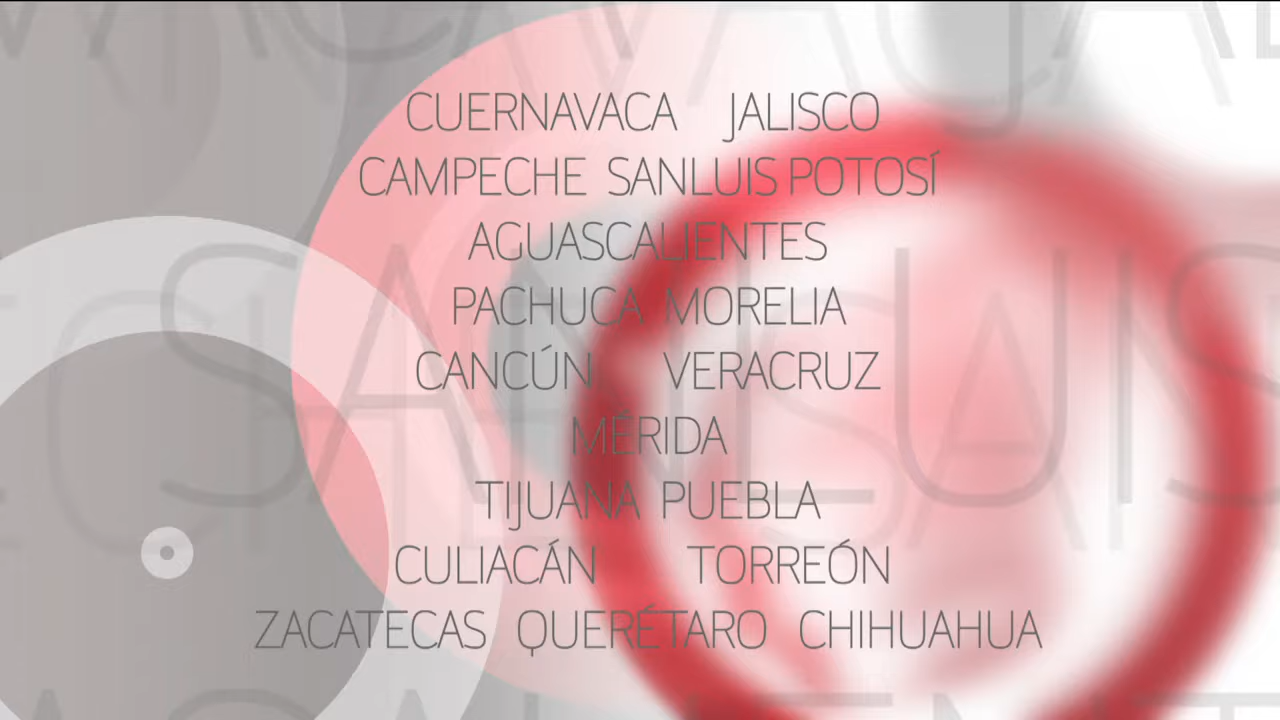 CUERNAVACA JALISCO
CAMPECHE SANLUIS POTOSÍ
AGUASCALIENTES
PACHUCA MORELIA
CANCÚN VERACRUZ
MÉRIDA
TIJUANA PUEBLA
CULIACÁN TORREÓN
ZACATECAS QUERÉTARO CHIHUAHUA